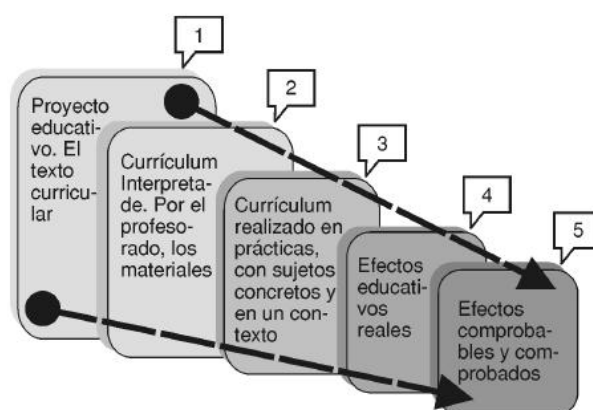 1
Proyecto
educati-
vo. El
texto
curricu-
lar
2
Currículum
Interpreta-
de. Por el
profeso-
rado, los
materiales
3
Currículum
realizado en
prácticas,
con sujetos
concretos y
en un con-
texto
4
Efectos
educativ
os
reales
5
Efectos
comproba-
bles y com-
probados